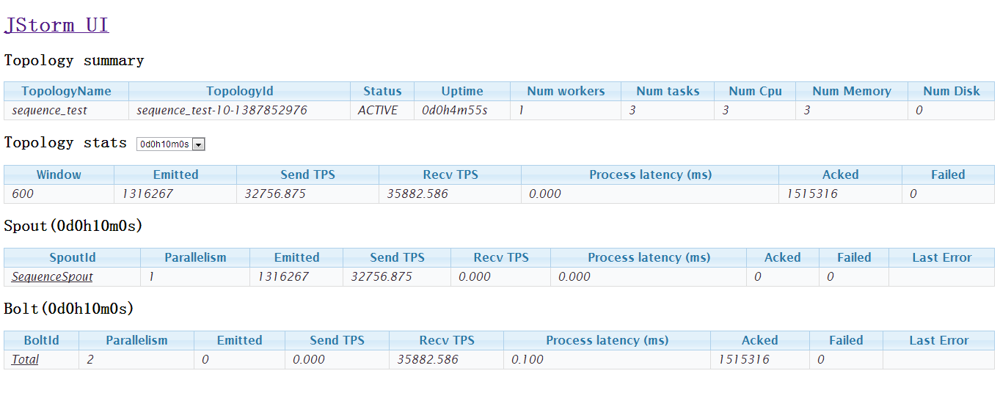 JStorm UI
Topology summary
TopologyName TopologyId Status Uptime Num workers Num tasks Num Cpu Num Memory Num Disk
sequence_test sequence_test-10-1387852976 ACTIVE 0d0h4m55s 1 3 3 3 0
Topology stats 0d0h10m0s
Window Emitted Send TPS Recv TPS Process latency (ms) Acked Failed
600 1316267 32756.875 35882.586 0.000 1515316 0
Spout(0d0h10m0s)
SpoutId Parallelism Emitted Send TPS Recv TPS Process latency (ms) Acked Failed Last Error
SequenceSpout 1 1316267 32756.875 0.000 0.000 0 0
Bolt(0d0h10m0s)
BoltId Parallelism Emitted Send TPS Recv TPS Process latency (ms) Acked Failed Last Error
Total 2 0 0.000 35882.586 0.100 1515316 0